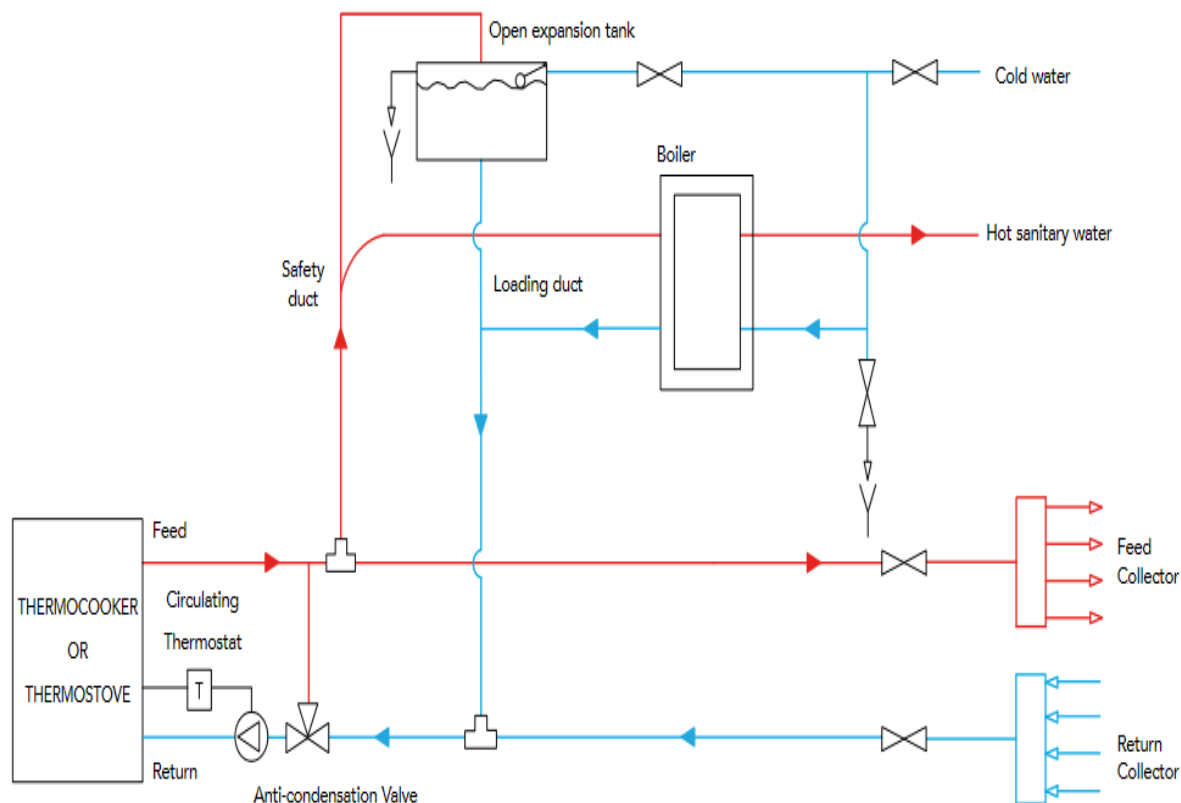 Open expansion tank
Cold water
Boiler
Hot sanitary water
Safety
duct
Loading duct
Feed
Feed
Collector
THERMOCOOKER
OR
THERMOSTOVE
Circulating
Thermostat
T
Return
Return
Collector
Anti-condensation Valve